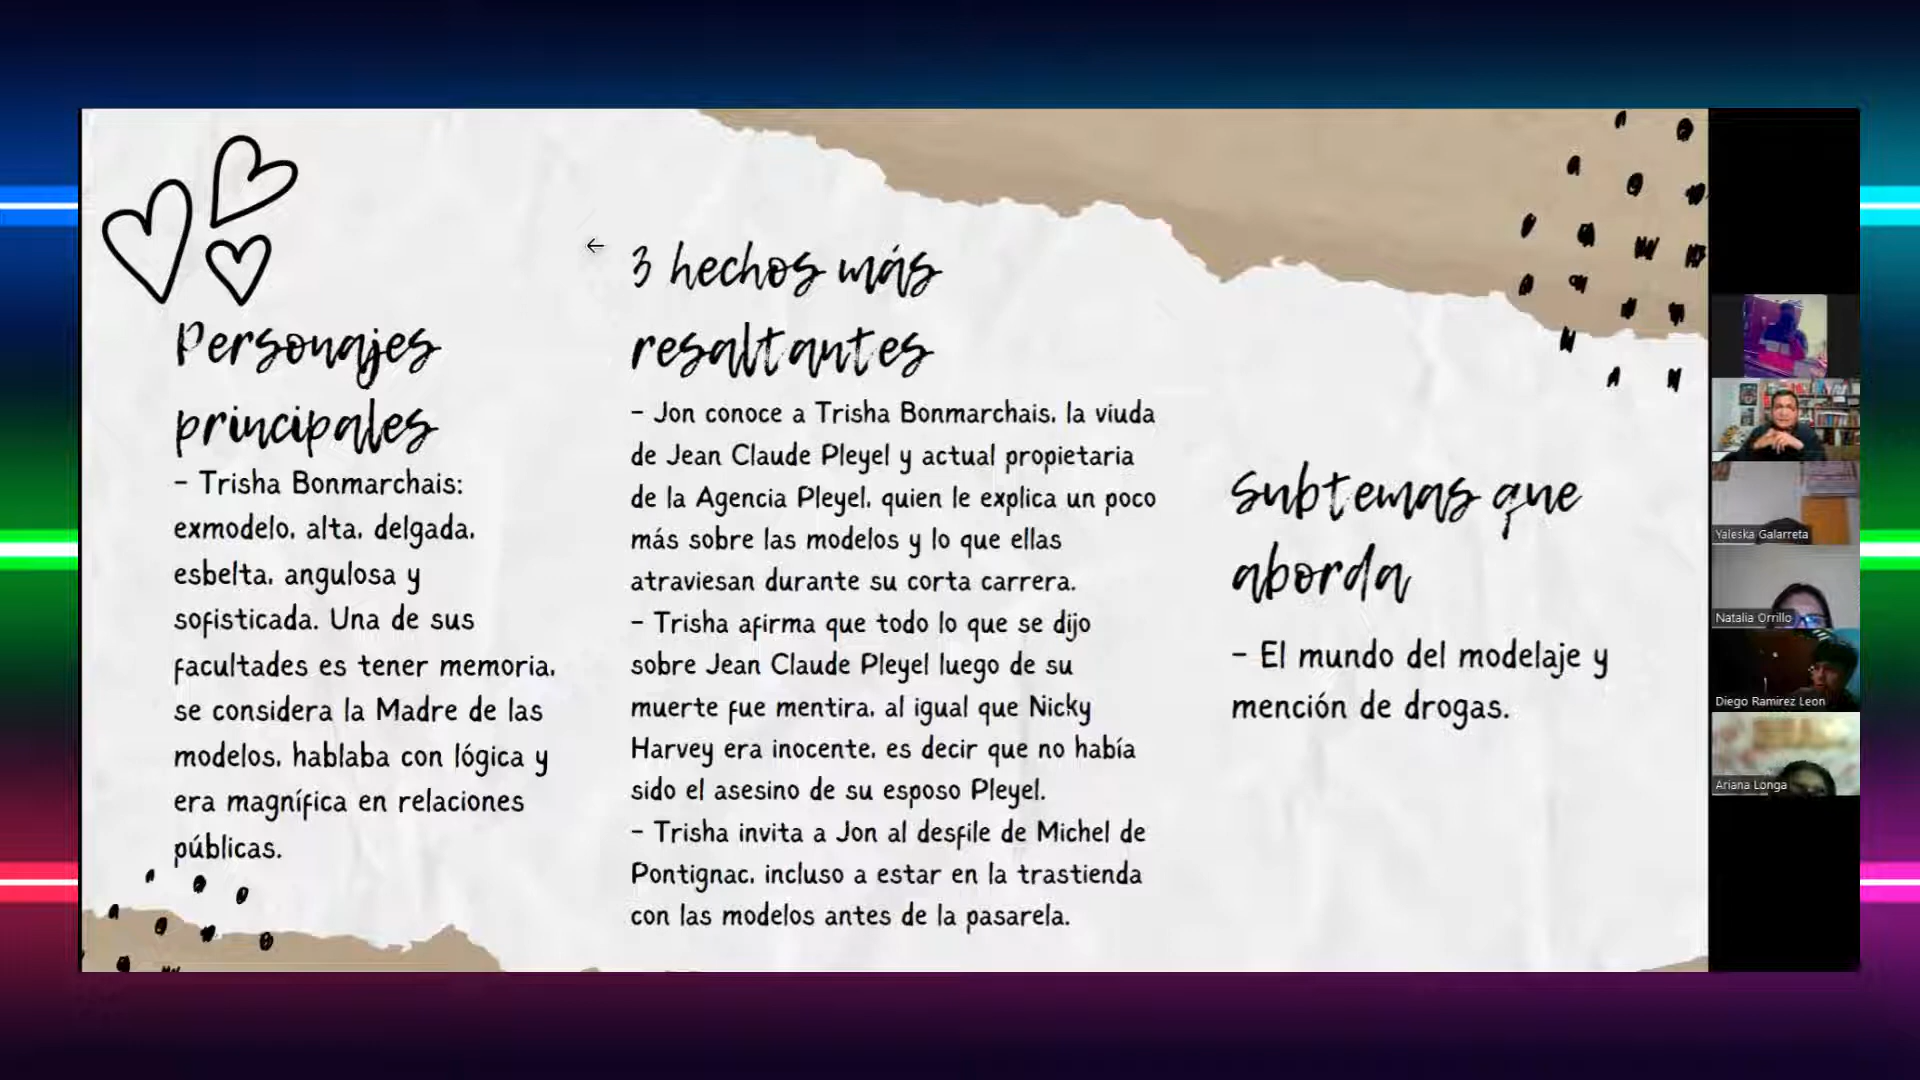 Personajes
principales
- Trisha Bonmarchais:
exmodelo, alta, delgada,
esbelta, angulosa y
sofisticada. Una de sus
facultades es tener memoria,
se considera la Madre de las
modelos, hablaba con lógica y
era magnífica en relaciones
públicas.
3 hechos más
resaltantes
- Jon conoce a Trisha Bonmarchais, la viuda
de Jean Claude Pleyel y actual propietaria
de la Agencia Pleyel, quien le explica un poco
más sobre las modelos y lo que ellas
atraviesan durante su corta carrera.
- Trisha afirma que todo lo que se dijo
sobre Jean Claude Pleyel luego de su
muerte fue mentira, al igual que Nicky
Harvey era inocente, es decir que no había
sido el asesino de su esposo Pleyel.
- Trisha invita a Jon al desfile de Michel de
Pontignac, incluso a estar en la trastienda
con las modelos antes de la pasarela.
Subtemas que
aborda
- El mundo del modelaje y
mención de drogas.
Yaleska Galarreta
Natalia Orrillo
Diego Ramirez Leon
Ariana Longa